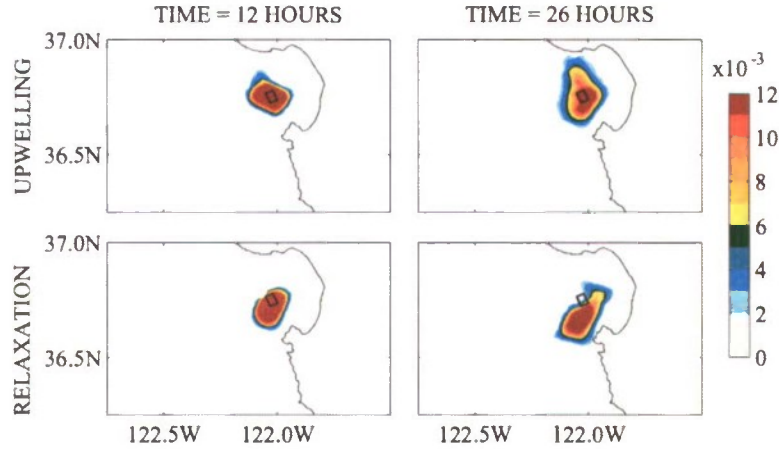 TIME = 12 HOURS
TIME = 26 HOURS
UPWELLING
37.0N
36.5N
x10⁻³
12
10
8
6
4
2
0
RELAXATION
37.0N
36.5N
122.5W
122.0W
122.5W
122.0W